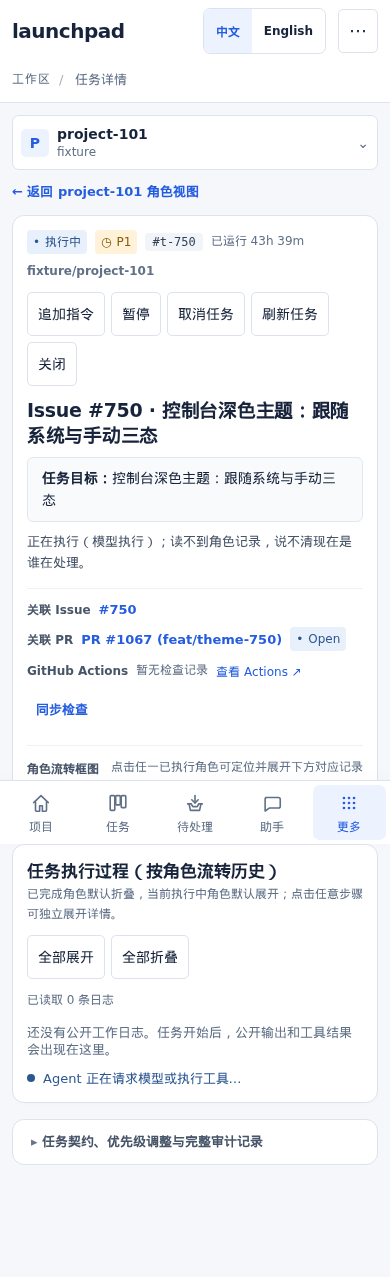 launchpad
中文 English ···
工作区 / 任务详情
P project-101
fixture
← 返回 project-101 角色视图
• 执行中 ◷ P1 #t-750 已运行 43h 39m
fixture/project-101
追加指令 暂停 取消任务 刷新任务
关闭
Issue #750 · 控制台深色主题：跟随
系统与手动三态
任务目标：控制台深色主题：跟随系统与手动三
态
正在执行（模型执行）；读不到角色记录，说不清现在是
谁在处理。
关联 Issue #750
关联 PR PR #1067 (feat/theme-750) • Open
GitHub Actions 暂无检查记录 查看 Actions ↗
同步检查
角色流转框图 点击任一已执行角色可定位并展开下方对应记录
项目 任务 待处理 助手 更多
任务执行过程（按角色流转历史）
已完成角色默认折叠，当前执行中角色默认展开；点击任意步骤
可独立展开详情。
全部展开 全部折叠
已读取 0 条日志
还没有公开工作日志。任务开始后，公开输出和工具结果
会出现在这里。
Agent 正在请求模型或执行工具…
▸ 任务契约、优先级调整与完整审计记录